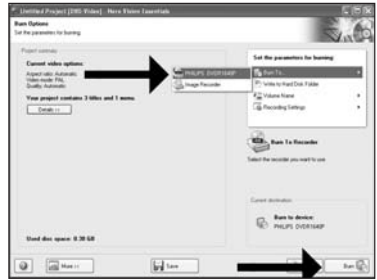 Untitled Project [DVD-Video] - Nero Vision Essentials
Burn Options
Set the parameters for burning
Project summary
Current video options:
Aspect ratio: Automatic
Video mode: PAL
Quality: Automatic
Your project contains 3 titles and 1 menu.
Details >>
PHILIPS DVDR1640P
Image Recorder
Set the parameters for burning:
Burn To...
Write to Hard Disk Folder
Volume Name
Recording Settings
Burn To Recorder
Select the recorder you want to use
Current destination:
Burn to device:
PHILIPS DVDR1640P
Used disc space: 0.30 GB
More >>
Save
Burn